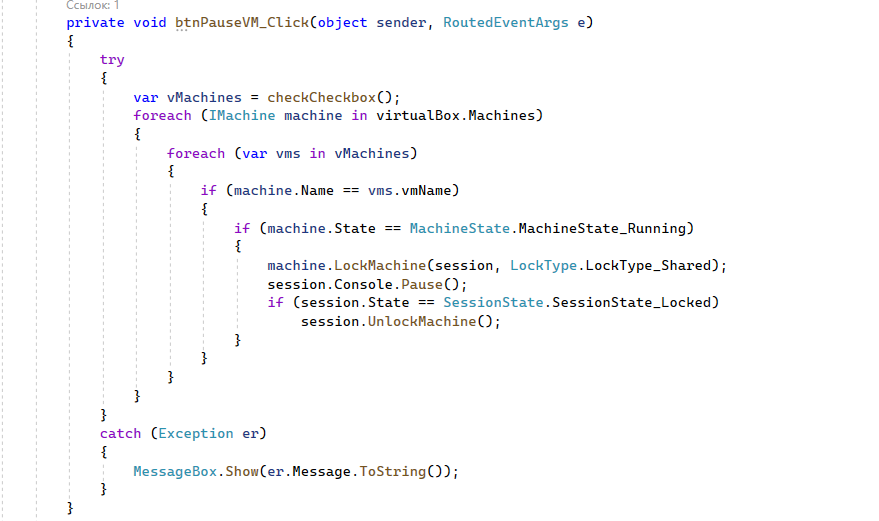 Ссылок: 1
private void btnPauseVM_Click(object sender, RoutedEventArgs e)
{
try
{
var vMachines = checkCheckbox();
foreach (IMachine machine in virtualBox.Machines)
{
foreach (var vms in vMachines)
{
if (machine.Name == vms.vmName)
{
if (machine.State == MachineState.MachineState_Running)
{
machine.LockMachine(session, LockType.LockType_Shared);
session.Console.Pause();
if (session.State == SessionState.SessionState_Locked)
session.UnlockMachine();
}
}
}
}
}
catch (Exception er)
{
MessageBox.Show(er.Message.ToString());
}
}